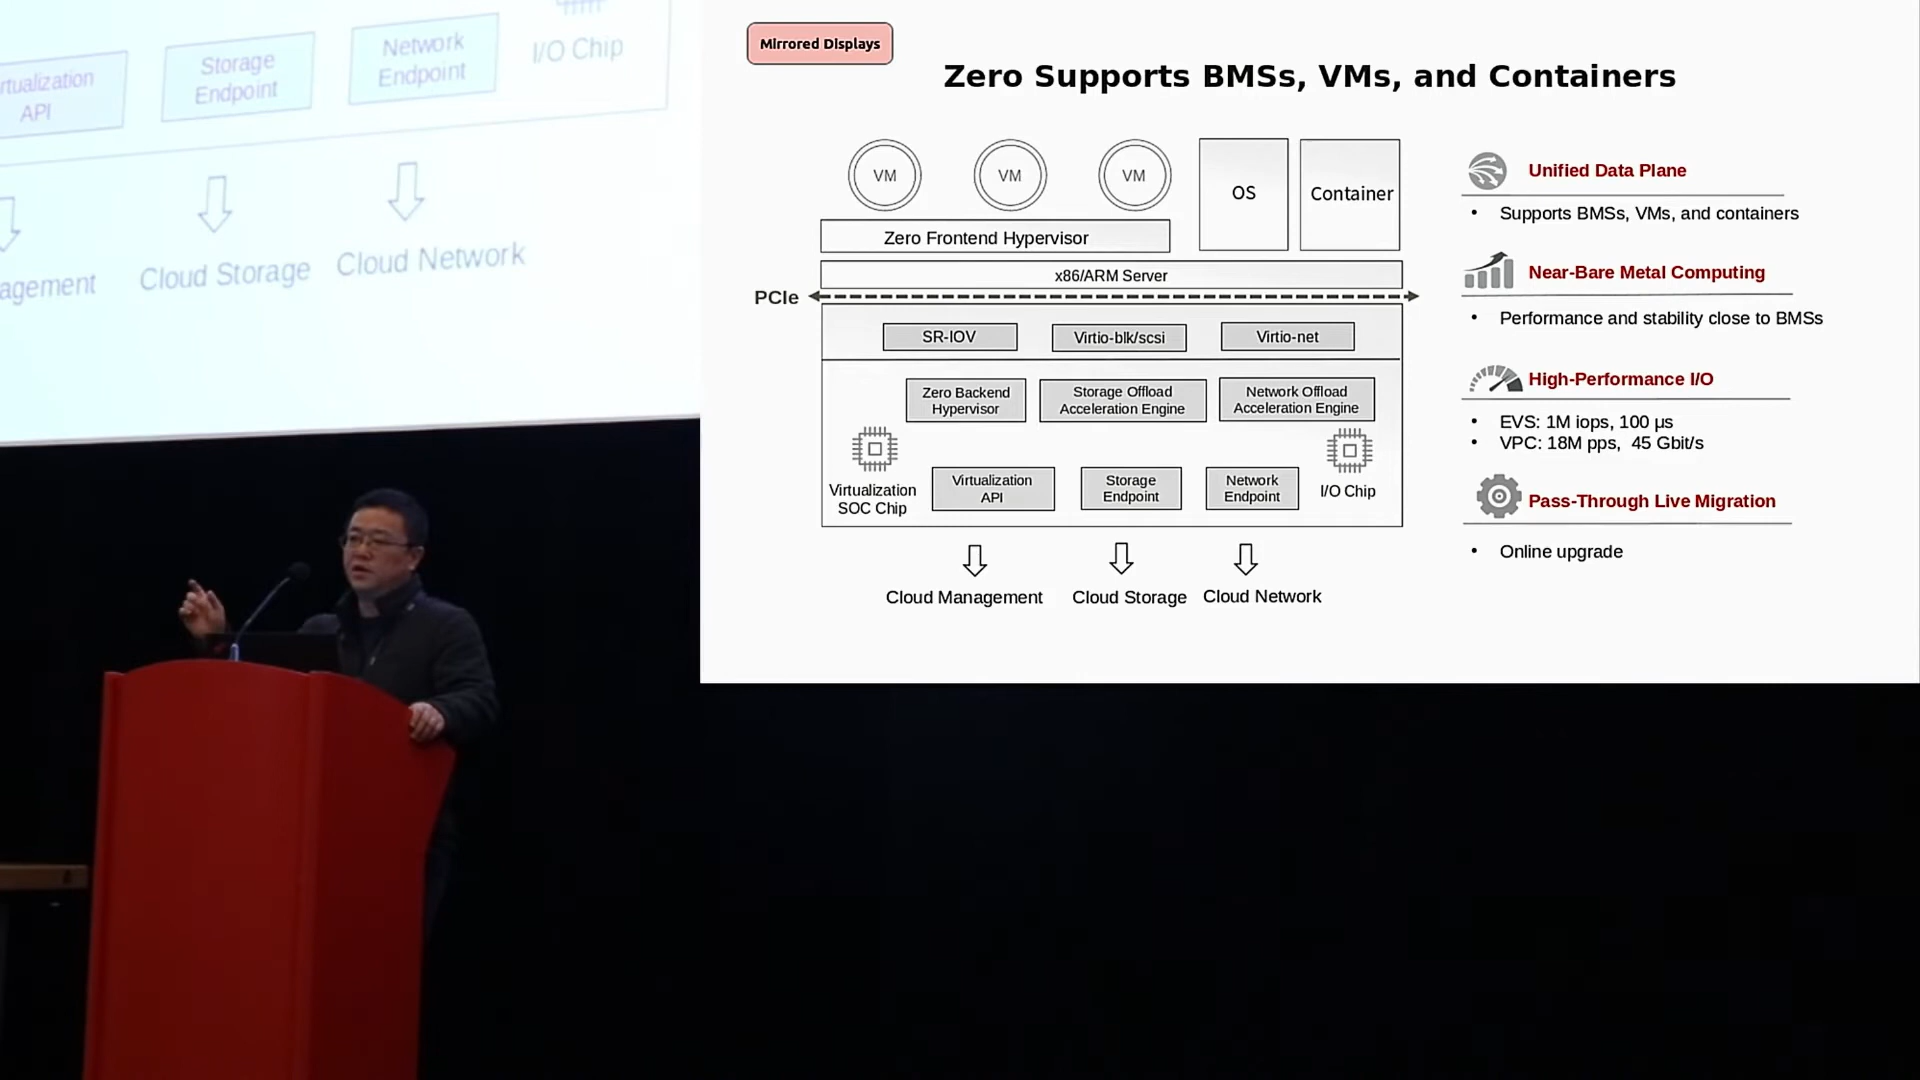 Network
Endpoint
I/O Chip
Storage
Endpoint
API
Cloud Storage
Cloud Network
Mirrored Displays
Zero Supports BMSs, VMs, and Containers
VM
VM
VM
OS
Container
Zero Frontend Hypervisor
x86/ARM Server
PCIe
SR-IOV
Virtio-blk/scsi
Virtio-net
Zero Backend
Hypervisor
Storage Offload
Acceleration Engine
Network Offload
Acceleration Engine
Virtualization
SOC Chip
Virtualization
API
Storage
Endpoint
Network
Endpoint
I/O Chip
Cloud Management
Cloud Storage
Cloud Network
Unified Data Plane
• Supports BMSs, VMs, and containers
Near-Bare Metal Computing
• Performance and stability close to BMSs
High-Performance I/O
• EVS: 1M iops, 100 μs
• VPC: 18M pps, 45 Gbit/s
Pass-Through Live Migration
• Online upgrade